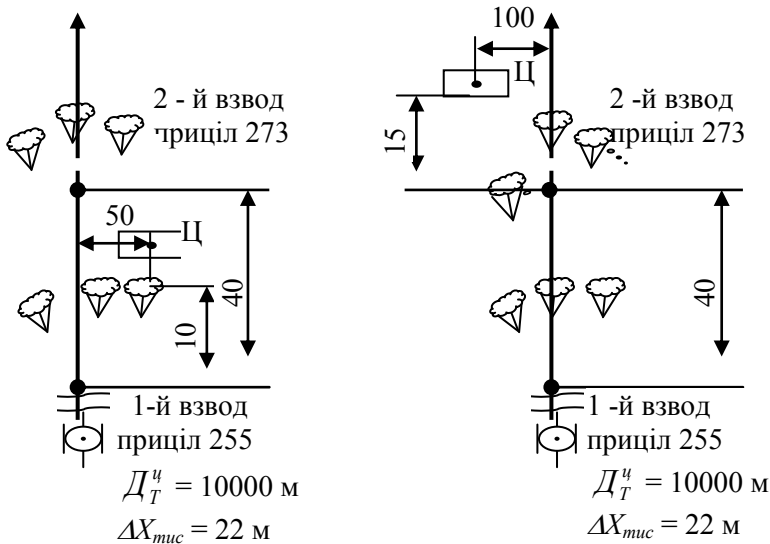 2 - й взвод
приціл 273
50
Ц
40
10
1-й взвод
приціл 255
Д_Т^ц = 10000 м
ΔX_тис = 22 м
100
Ц
15
2 - й взвод
приціл 273
40
1 -й взвод
приціл 255
Д_Т^ц = 10000 м
ΔX_тис = 22 м